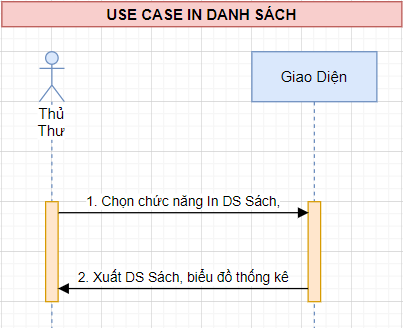 USE CASE IN DANH SÁCH
Thủ
Thư
Giao Diện
1. Chọn chức năng In DS Sách,
2. Xuất DS Sách, biểu đồ thống kê